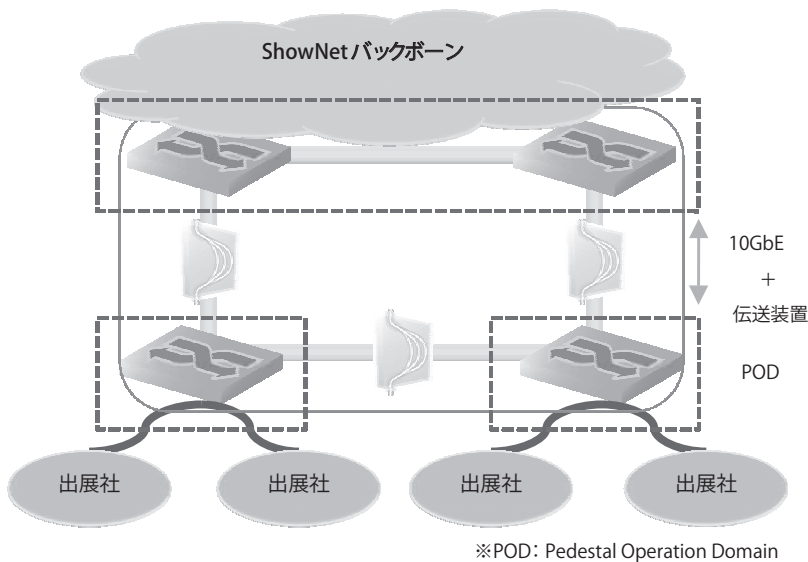 ShowNet バックボーン
10GbE
+
伝送装置
POD
出展社
出展社
出展社
出展社
※POD： Pedestal Operation Domain